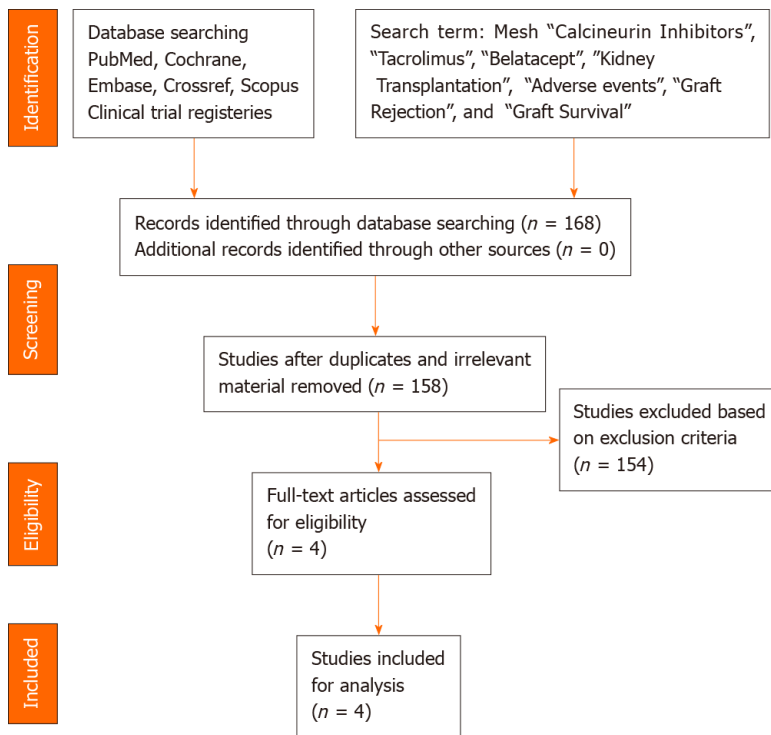 Identification
Database searching
PubMed, Cochrane,
Embase, Crossref, Scopus
Clinical trial registeries
Search term: Mesh “Calcineurin Inhibitors”,
“Tacrolimus”, “Belatacept”, ”Kidney
Transplantation”, “Adverse events”, “Graft
Rejection”, and “Graft Survival”
Records identified through database searching (n = 168)
Additional records identified through other sources (n = 0)
Screening
Studies after duplicates and irrelevant
material removed (n = 158)
Studies excluded based
on exclusion criteria
(n = 154)
Eligibility
Full-text articles assessed
for eligibility
(n = 4)
Included
Studies included
for analysis
(n = 4)